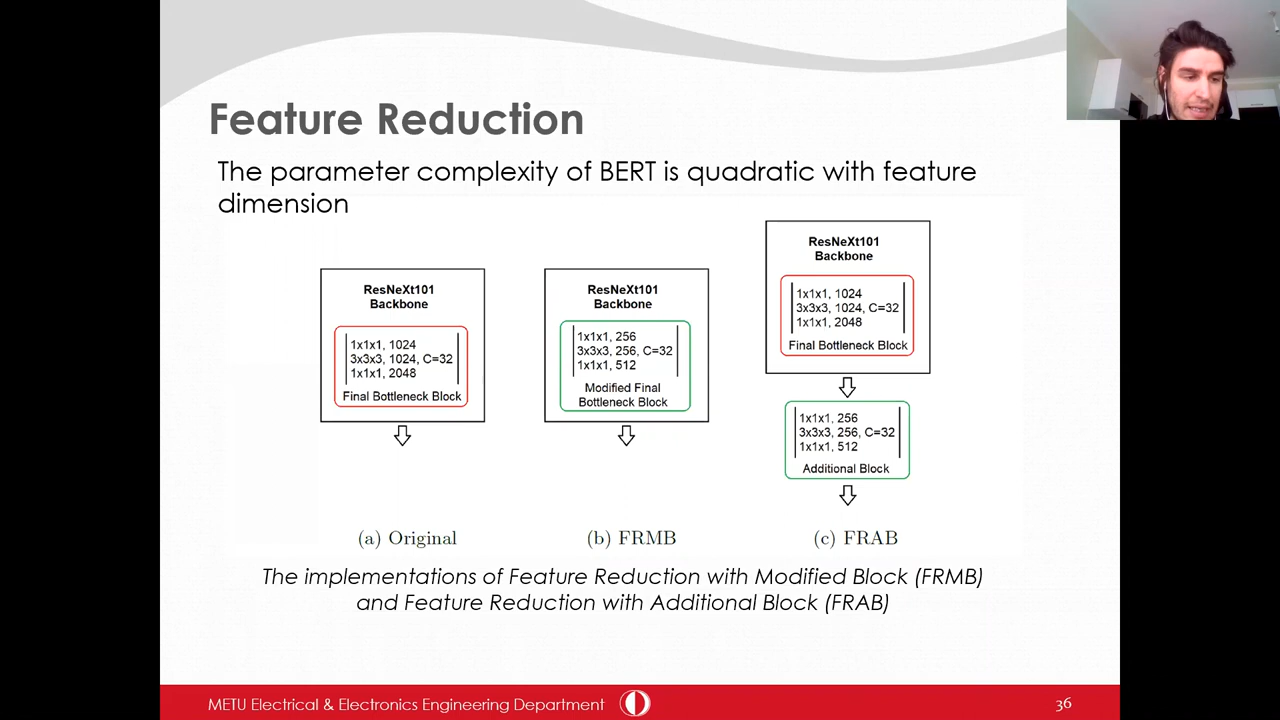 Feature Reduction
The parameter complexity of BERT is quadratic with feature
dimension
ResNeXt101
Backbone
1x1x1, 1024
3x3x3, 1024, C=32
1x1x1, 2048
Final Bottleneck Block
(a) Original
ResNeXt101
Backbone
1x1x1, 256
3x3x3, 256, C=32
1x1x1, 512
Modified Final
Bottleneck Block
(b) FRMB
ResNeXt101
Backbone
1x1x1, 1024
3x3x3, 1024, C=32
1x1x1, 2048
Final Bottleneck Block
1x1x1, 256
3x3x3, 256, C=32
1x1x1, 512
Additional Block
(c) FRAB
The implementations of Feature Reduction with Modified Block (FRMB)
and Feature Reduction with Additional Block (FRAB)
METU Electrical & Electronics Engineering Department
36